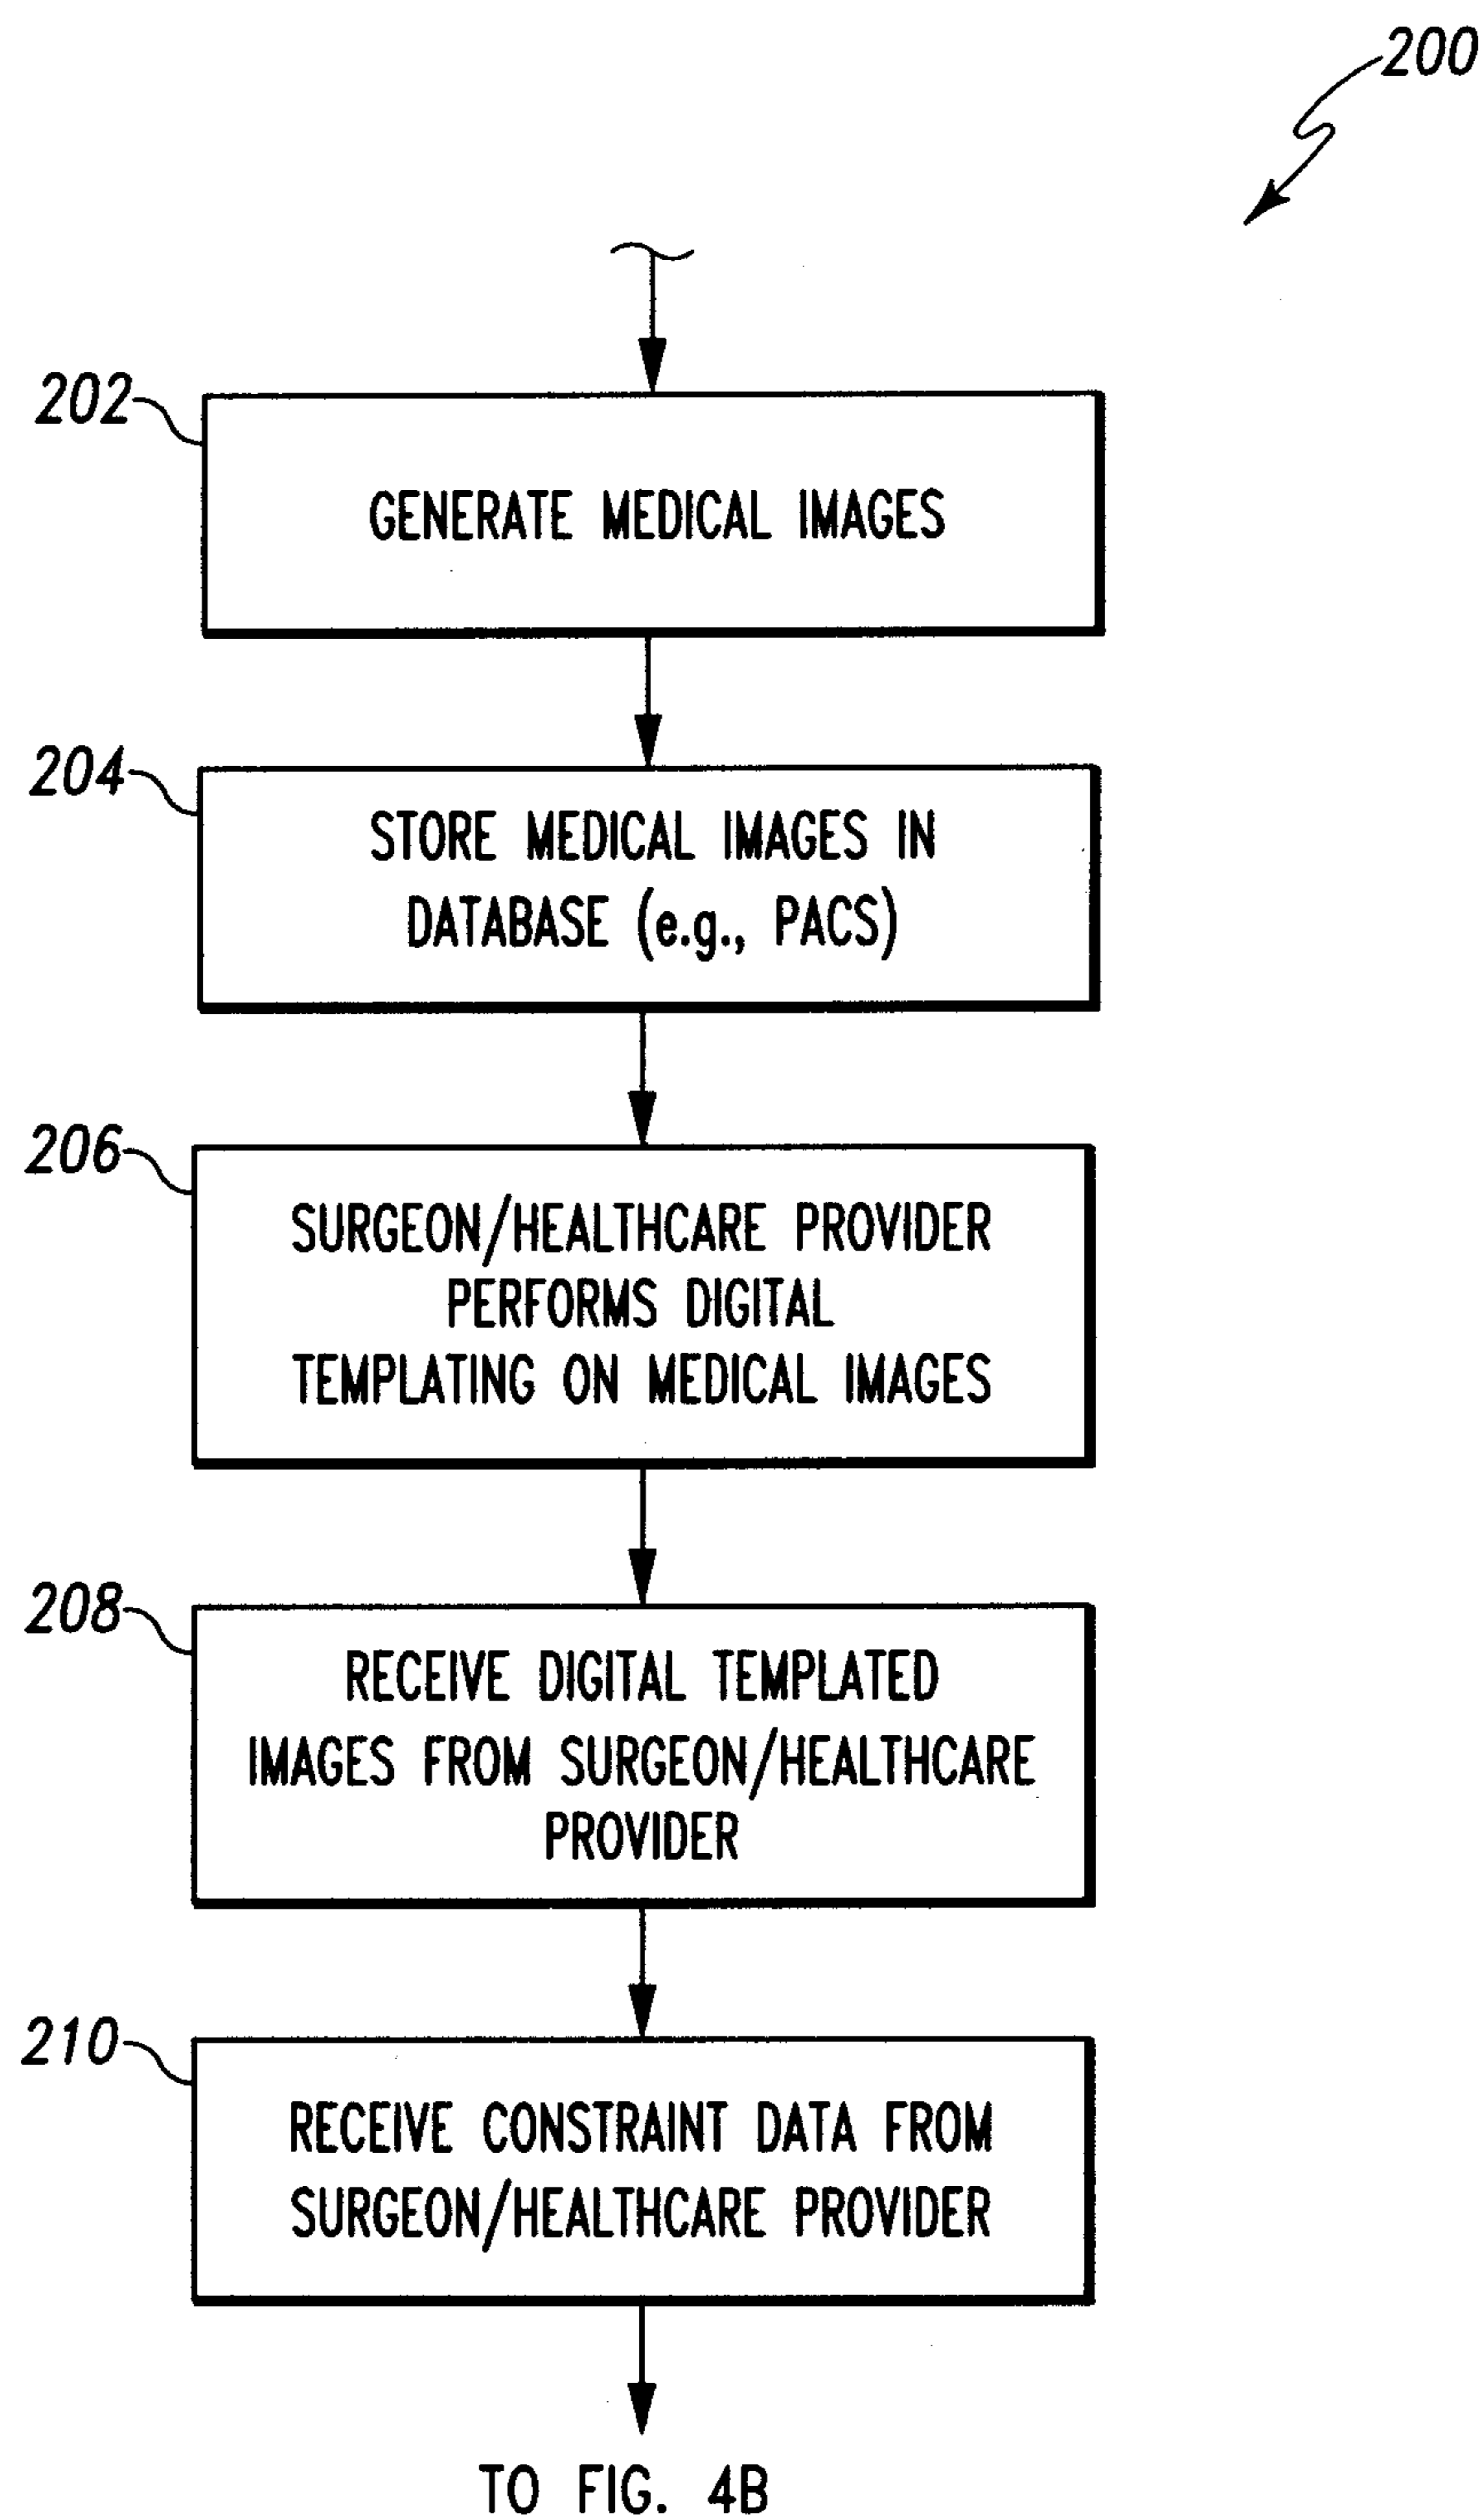 200
202
GENERATE MEDICAL IMAGES
204
STORE MEDICAL IMAGES IN
DATABASE (e.g., PACS)
206
SURGEON/HEALTHCARE PROVIDER
PERFORMS DIGITAL
TEMPLATING ON MEDICAL IMAGES
208
RECEIVE DIGITAL TEMPLATED
IMAGES FROM SURGEON/HEALTHCARE
PROVIDER
210
RECEIVE CONSTRAINT DATA FROM
SURGEON/HEALTHCARE PROVIDER
TO FIG. 4B